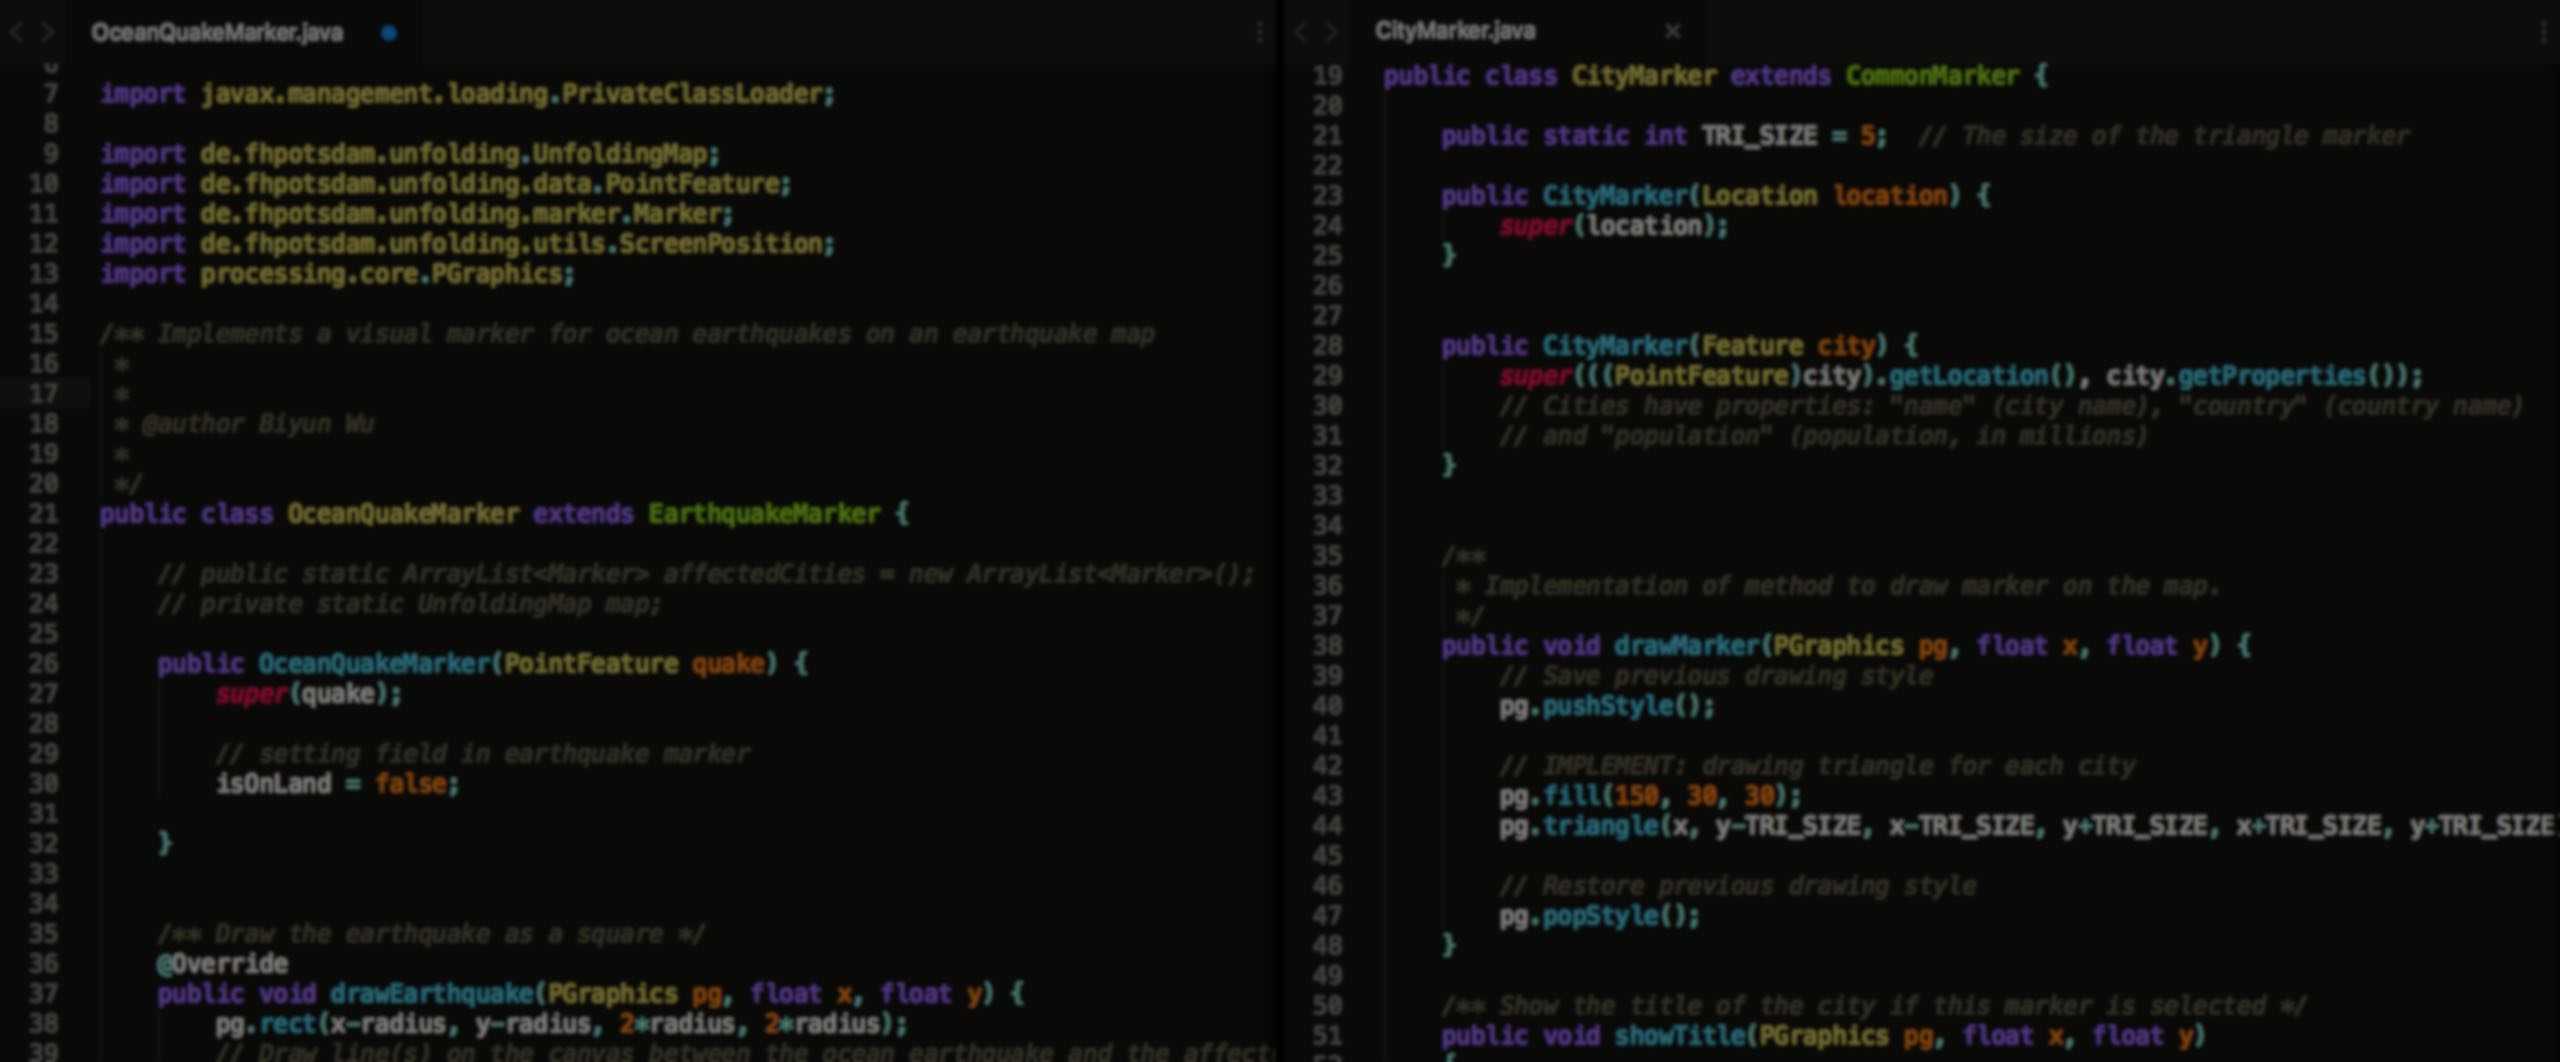 OceanQuakeMarker.java
6
7 import javax.management.loading.PrivateClassLoader;
8
9 import de.fhpotsdam.unfolding.UnfoldingMap;
10 import de.fhpotsdam.unfolding.data.PointFeature;
11 import de.fhpotsdam.unfolding.marker.Marker;
12 import de.fhpotsdam.unfolding.utils.ScreenPosition;
13 import processing.core.PGraphics;
14
15 /** Implements a visual marker for ocean earthquakes on an earthquake map
16 *
17 *
18 * @author Biyun Wu
19 *
20 */
21 public class OceanQuakeMarker extends EarthquakeMarker {
22
23 // public static ArrayList<Marker> affectedCities = new ArrayList<Marker>();
24 // private static UnfoldingMap map;
25
26 public OceanQuakeMarker(PointFeature quake) {
27 super(quake);
28
29 // setting field in earthquake marker
30 isOnLand = false;
31
32 }
33
34
35 /** Draw the earthquake as a square */
36 @Override
37 public void drawEarthquake(PGraphics pg, float x, float y) {
38 pg.rect(x-radius, y-radius, 2*radius, 2*radius);
39 // Draw line(s) on the canvas between the ocean earthquake and the affect
CityMarker.java
19 public class CityMarker extends CommonMarker {
20
21 public static int TRI_SIZE = 5; // The size of the triangle marker
22
23 public CityMarker(Location location) {
24 super(location);
25 }
26
27
28 public CityMarker(Feature city) {
29 super(((PointFeature)city).getLocation(), city.getProperties());
30 // Cities have properties: "name" (city name), "country" (country name)
31 // and "population" (population, in millions)
32 }
33
34
35 /**
36 * Implementation of method to draw marker on the map.
37 */
38 public void drawMarker(PGraphics pg, float x, float y) {
39 // Save previous drawing style
40 pg.pushStyle();
41
42 // IMPLEMENT: drawing triangle for each city
43 pg.fill(150, 30, 30);
44 pg.triangle(x, y-TRI_SIZE, x-TRI_SIZE, y+TRI_SIZE, x+TRI_SIZE, y+TRI_SIZE
45
46 // Restore previous drawing style
47 pg.popStyle();
48 }
49
50 /** Show the title of the city if this marker is selected */
51 public void showTitle(PGraphics pg, float x, float y)
52 {